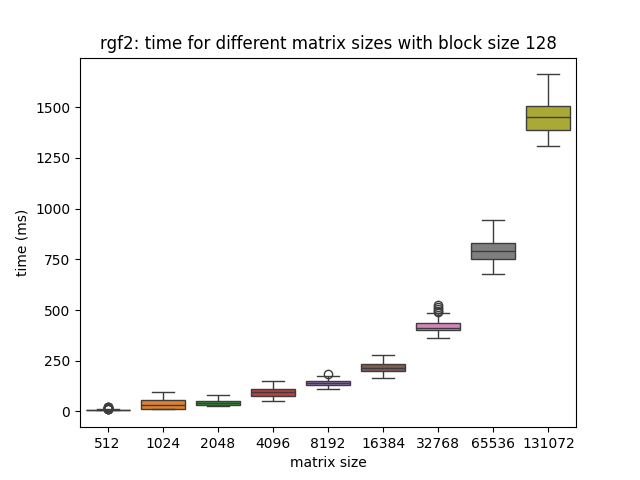 rgf2: time for different matrix sizes with block size 128
time (ms)
1500
1250
1000
750
500
250
0
512 1024 2048 4096 8192 16384 32768 65536 131072
matrix size